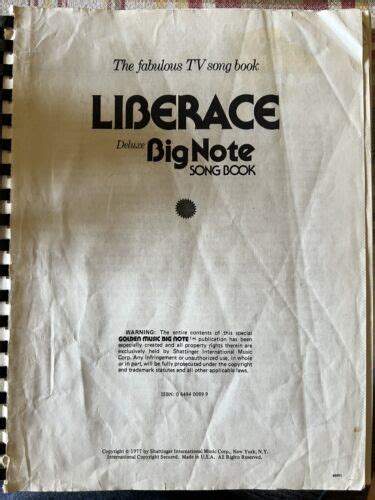 The fabulous TV song book
LIBERACE
Deluxe Big Note
SONG BOOK
WARNING: The entire contents of this special
GOLDEN MUSIC BIG NOTE™ publication has been
especially created and all property rights therein are
exclusively held by Shattinger International Music
Corp. Any infringement or unauthorized use, in whole
or in part, will be fully prosecuted under the copyright
and trademark statutes and all other applicable laws.
ISBN: 0 8494 0089 9
Copyright © 1977 by Shattinger International Music Corp., New York, N.Y.
International Copyright Secured. Made in U.S.A. All Rights Reserved.